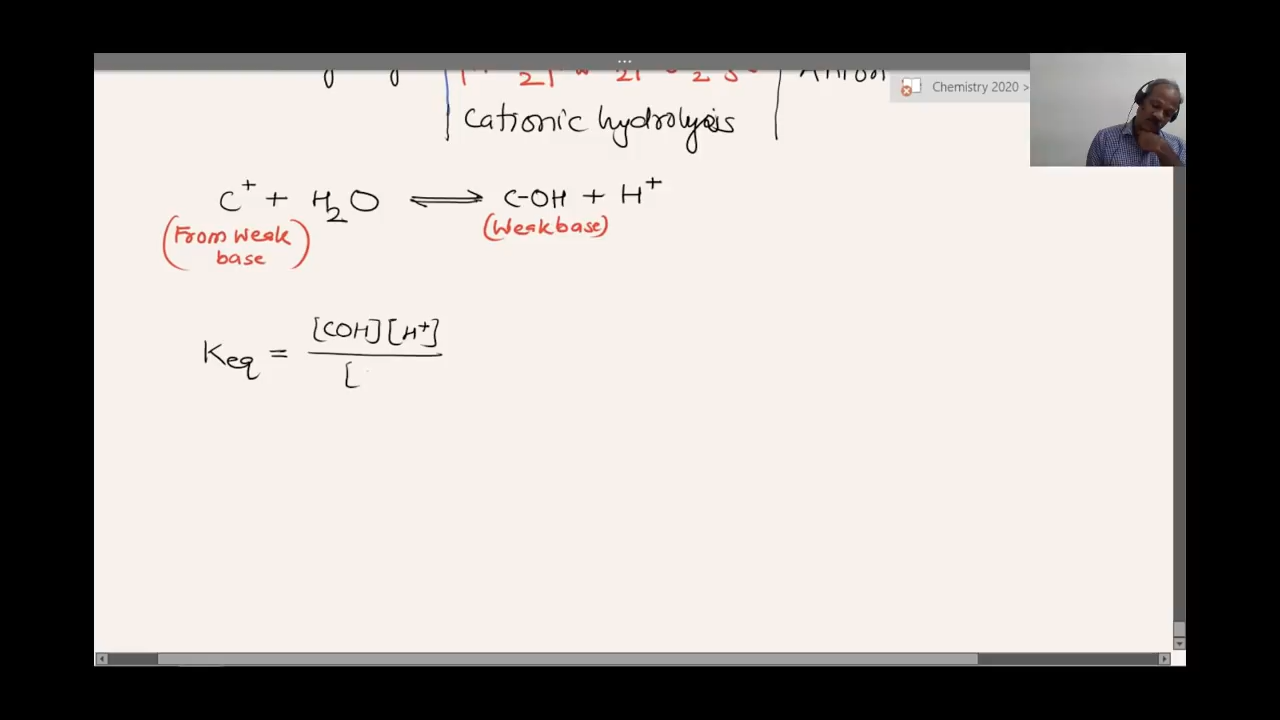 Chemistry 2020 >
Cationic hydrolysis
C⁺ + H₂O ⇌ C-OH + H⁺
(From weak base) (Weak base)
Keq = [COH][H⁺]
[